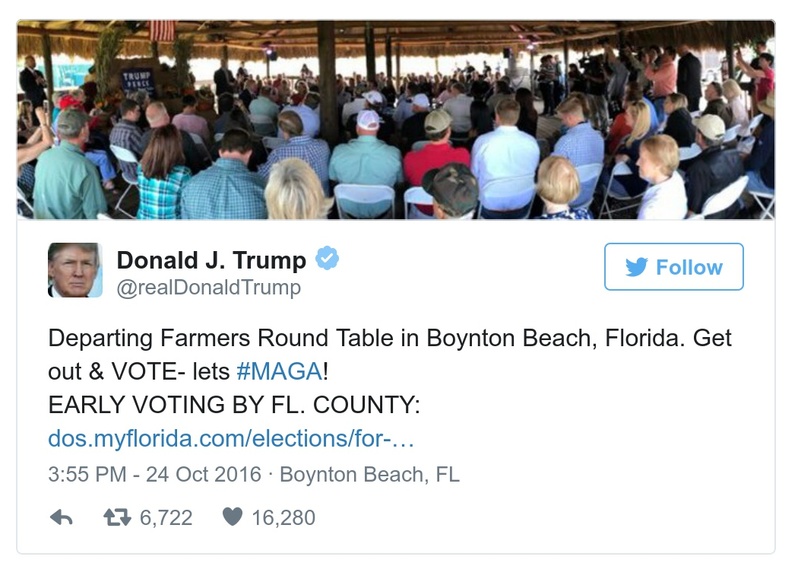 TRUMP
PENCE
Donald J. Trump
@realDonaldTrump
Follow
Departing Farmers Round Table in Boynton Beach, Florida. Get
out & VOTE- lets #MAGA!
EARLY VOTING BY FL. COUNTY:
dos.myflorida.com/elections/for-…
3:55 PM - 24 Oct 2016 · Boynton Beach, FL
6,722 16,280